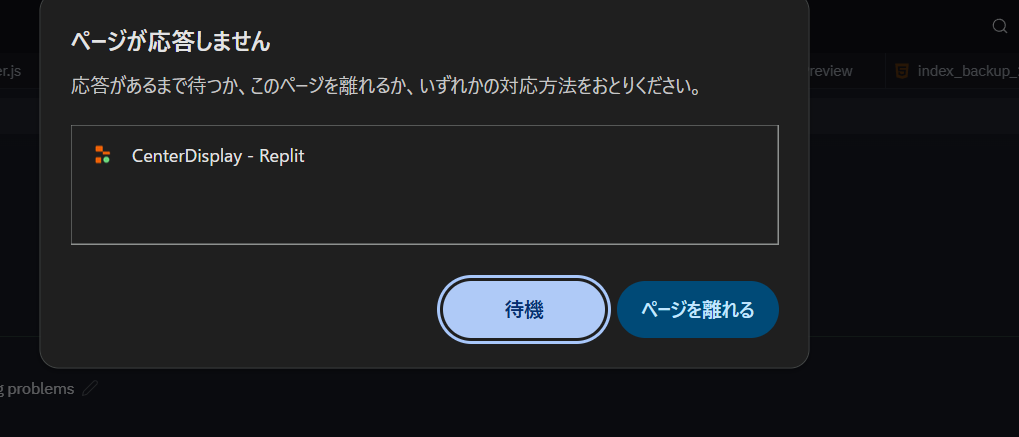 ページが応答しません
er.js
応答があるまで待つか、このページを離れるか、いずれかの対応方法をおとりください。
review
index_backup_
CenterDisplay - Replit
待機
ページを離れる
g problems